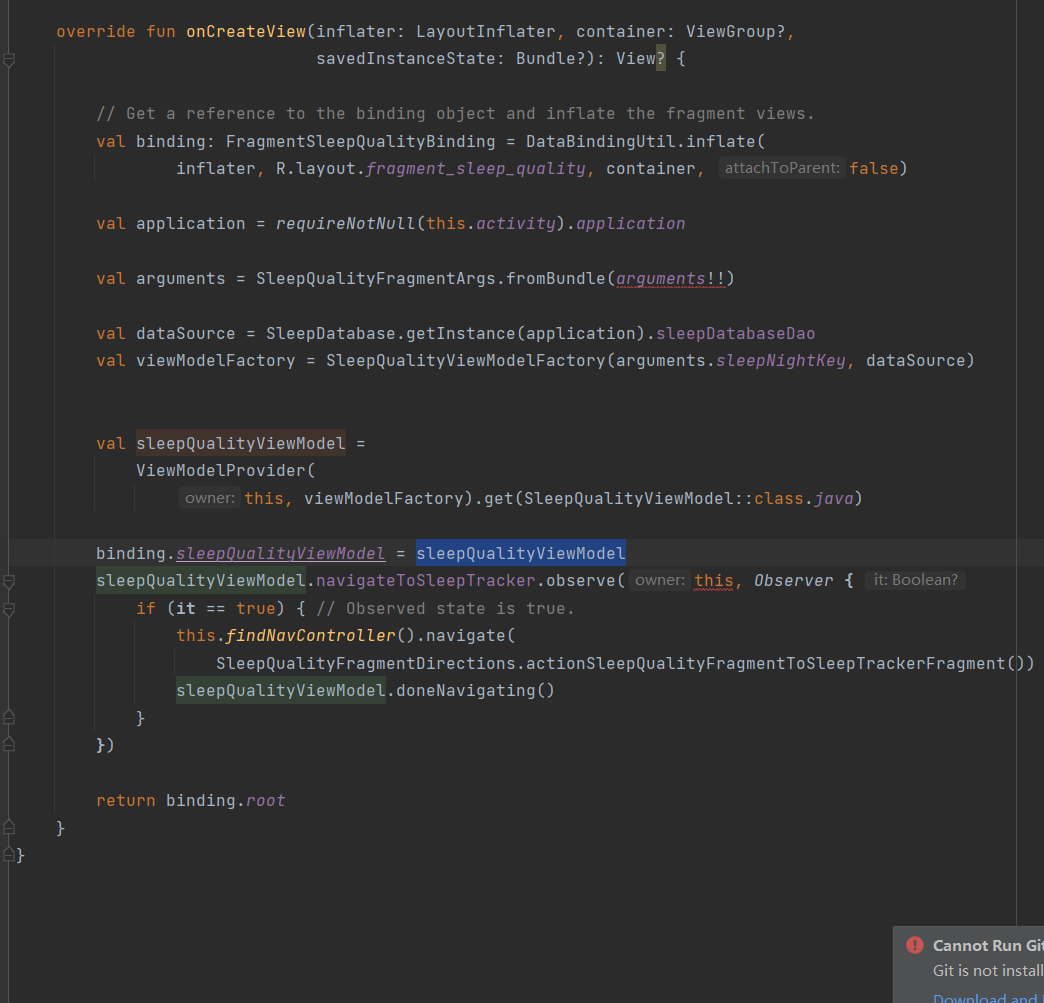 override fun onCreateView(inflater: LayoutInflater, container: ViewGroup?,
savedInstanceState: Bundle?): View? {
// Get a reference to the binding object and inflate the fragment views.
val binding: FragmentSleepQualityBinding = DataBindingUtil.inflate(
inflater, R.layout.fragment_sleep_quality, container, attachToParent: false)
val application = requireNotNull(this.activity).application
val arguments = SleepQualityFragmentArgs.fromBundle(arguments!!)
val dataSource = SleepDatabase.getInstance(application).sleepDatabaseDao
val viewModelFactory = SleepQualityViewModelFactory(arguments.sleepNightKey, dataSource)
val sleepQualityViewModel =
ViewModelProvider(
owner: this, viewModelFactory).get(SleepQualityViewModel::class.java)
binding.sleepQualityViewModel = sleepQualityViewModel
sleepQualityViewModel.navigateToSleepTracker.observe( owner: this, Observer { it: Boolean?
if (it == true) { // Observed state is true.
this.findNavController().navigate(
SleepQualityFragmentDirections.actionSleepQualityFragmentToSleepTrackerFragment())
sleepQualityViewModel.doneNavigating()
}
})
return binding.root
}
}
Cannot Run Git
Git is not install
Download and